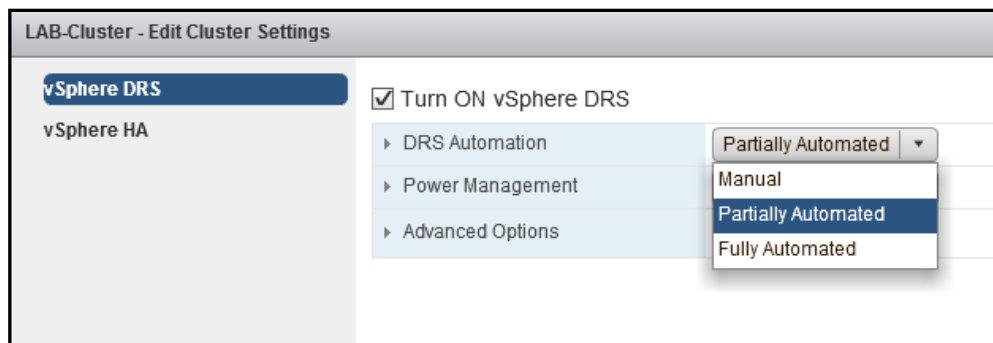 LAB-Cluster - Edit Cluster Settings
vSphere DRS
vSphere HA
Turn ON vSphere DRS
DRS Automation
Partially Automated
Power Management
Advanced Options
Manual
Partially Automated
Fully Automated